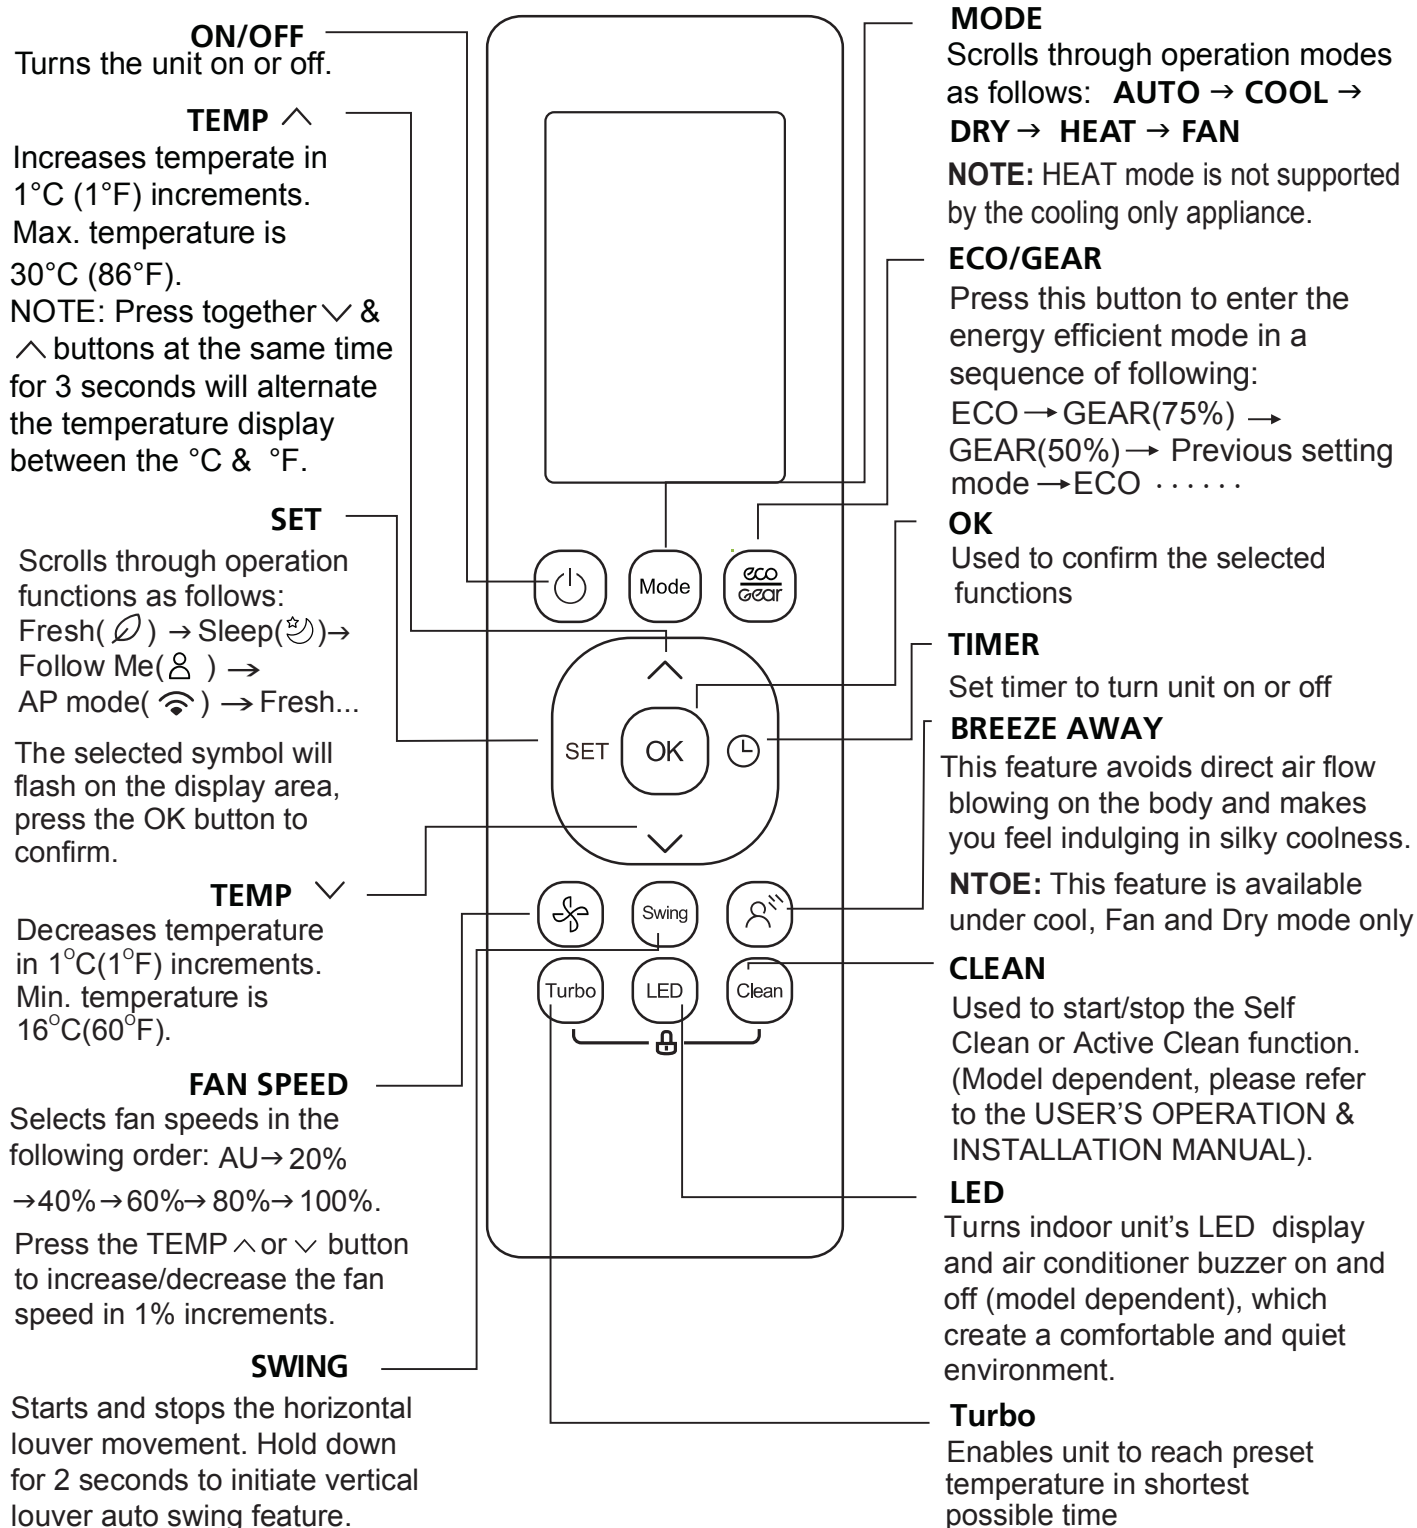 ON/OFF
Turns the unit on or off.
TEMP ︿
Increases temperate in
1°C (1°F) increments.
Max. temperature is
30°C (86°F).
NOTE: Press together ﹀ &
︿ buttons at the same time
for 3 seconds will alternate
the temperature display
between the °C & °F.
SET
Scrolls through operation
functions as follows:
Fresh( ) → Sleep( )→
Follow Me( ) →
AP mode( ) → Fresh...
The selected symbol will
flash on the display area,
press the OK button to
confirm.
TEMP ﹀
Decreases temperature
in 1°C(1°F) increments.
Min. temperature is
16°C(60°F).
FAN SPEED
Selects fan speeds in the
following order: AU→ 20%
→40%→60%→ 80%→ 100%.
Press the TEMP ︿ or ﹀ button
to increase/decrease the fan
speed in 1% increments.
SWING
Starts and stops the horizontal
louver movement. Hold down
for 2 seconds to initiate vertical
louver auto swing feature.
Mode
eco
Gear
SET
OK
Swing
Turbo
LED
Clean
MODE
Scrolls through operation modes
as follows: AUTO → COOL →
DRY → HEAT → FAN
NOTE: HEAT mode is not supported
by the cooling only appliance.
ECO/GEAR
Press this button to enter the
energy efficient mode in a
sequence of following:
ECO → GEAR(75%) →
GEAR(50%) → Previous setting
mode → ECO · · · · · ·
OK
Used to confirm the selected
functions
TIMER
Set timer to turn unit on or off
BREEZE AWAY
This feature avoids direct air flow
blowing on the body and makes
you feel indulging in silky coolness.
NTOE: This feature is available
under cool, Fan and Dry mode only
CLEAN
Used to start/stop the Self
Clean or Active Clean function.
(Model dependent, please refer
to the USER'S OPERATION &
INSTALLATION MANUAL).
LED
Turns indoor unit's LED display
and air conditioner buzzer on and
off (model dependent), which
create a comfortable and quiet
environment.
Turbo
Enables unit to reach preset
temperature in shortest
possible time